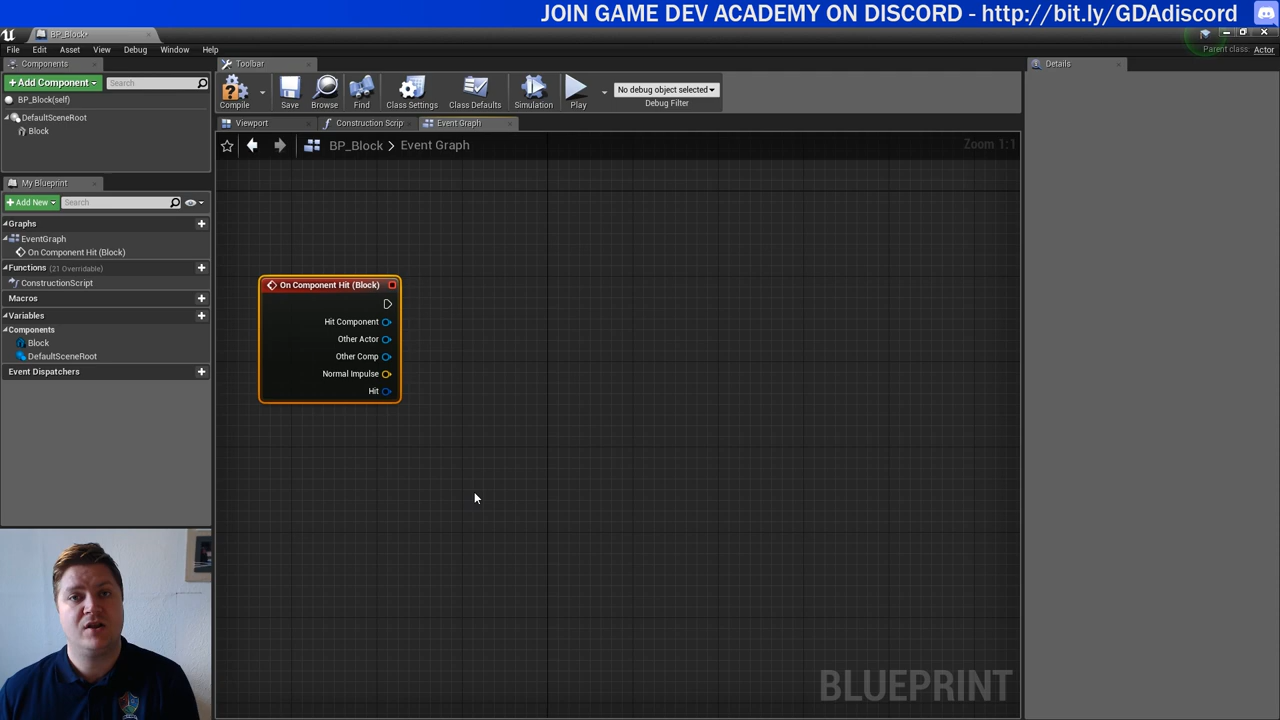 JOIN GAME DEV ACADEMY ON DISCORD - http://bit.ly/GDAdiscord
BP_Block*
File Edit Asset View Window Debug Help
Parent class: Actor
Components
Toolbar
Details
+Add Component
Search
BP_Block(self)
DefaultSceneRoot
Block
Compile
Save
Browse
Find
Class Settings
Class Defaults
Simulation
Play
No debug object selected
Debug Filter
Viewport
Construction Scrip
Event Graph
BP_Block > Event Graph
Zoom 1:1
My Blueprint
+Add New
Search
Graphs
EventGraph
On Component Hit (Block)
Functions (21 Overridable)
ConstructionScript
Macros
Variables
Components
Block
DefaultSceneRoot
Event Dispatchers
On Component Hit (Block)
Hit Component
Other Actor
Other Comp
Normal Impulse
Hit
BLUEPRINT